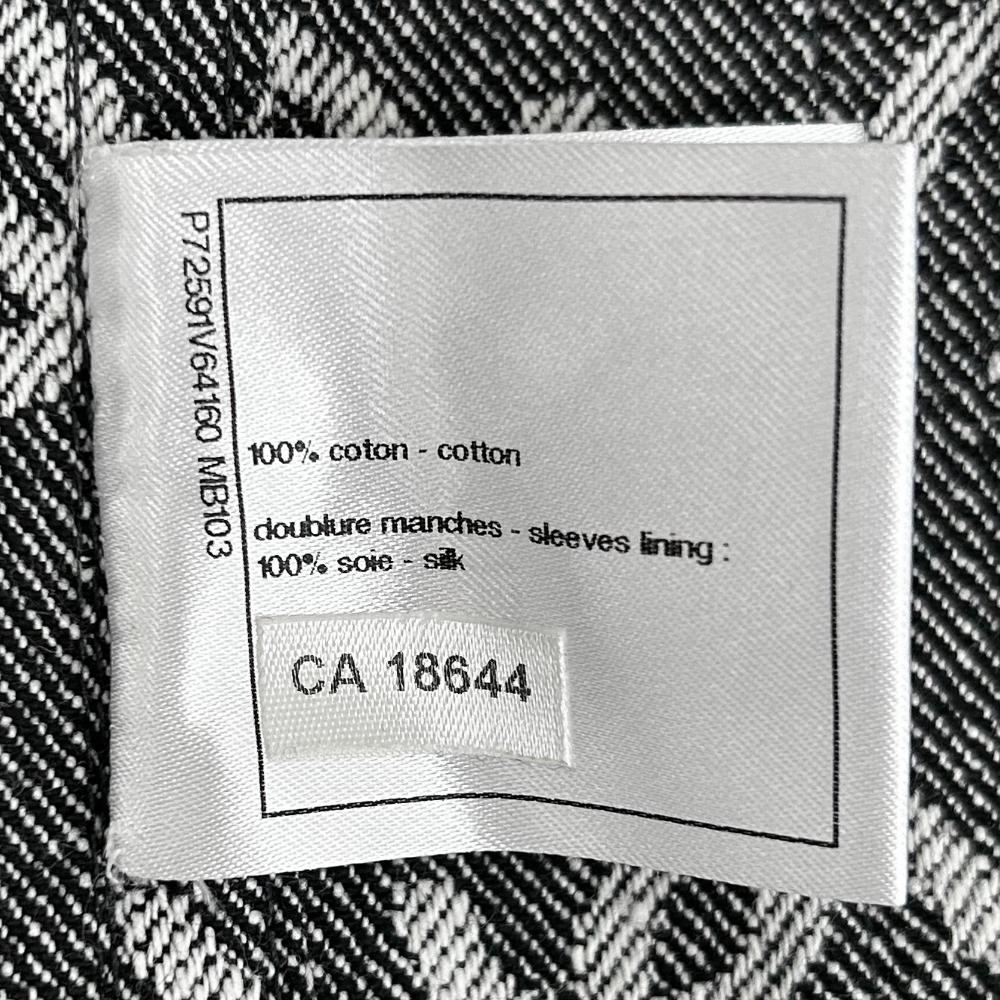 P72591V64160 MB103
100% coton - cotton
doublure manches - sleeves lining :
100% soie - silk
CA 18644